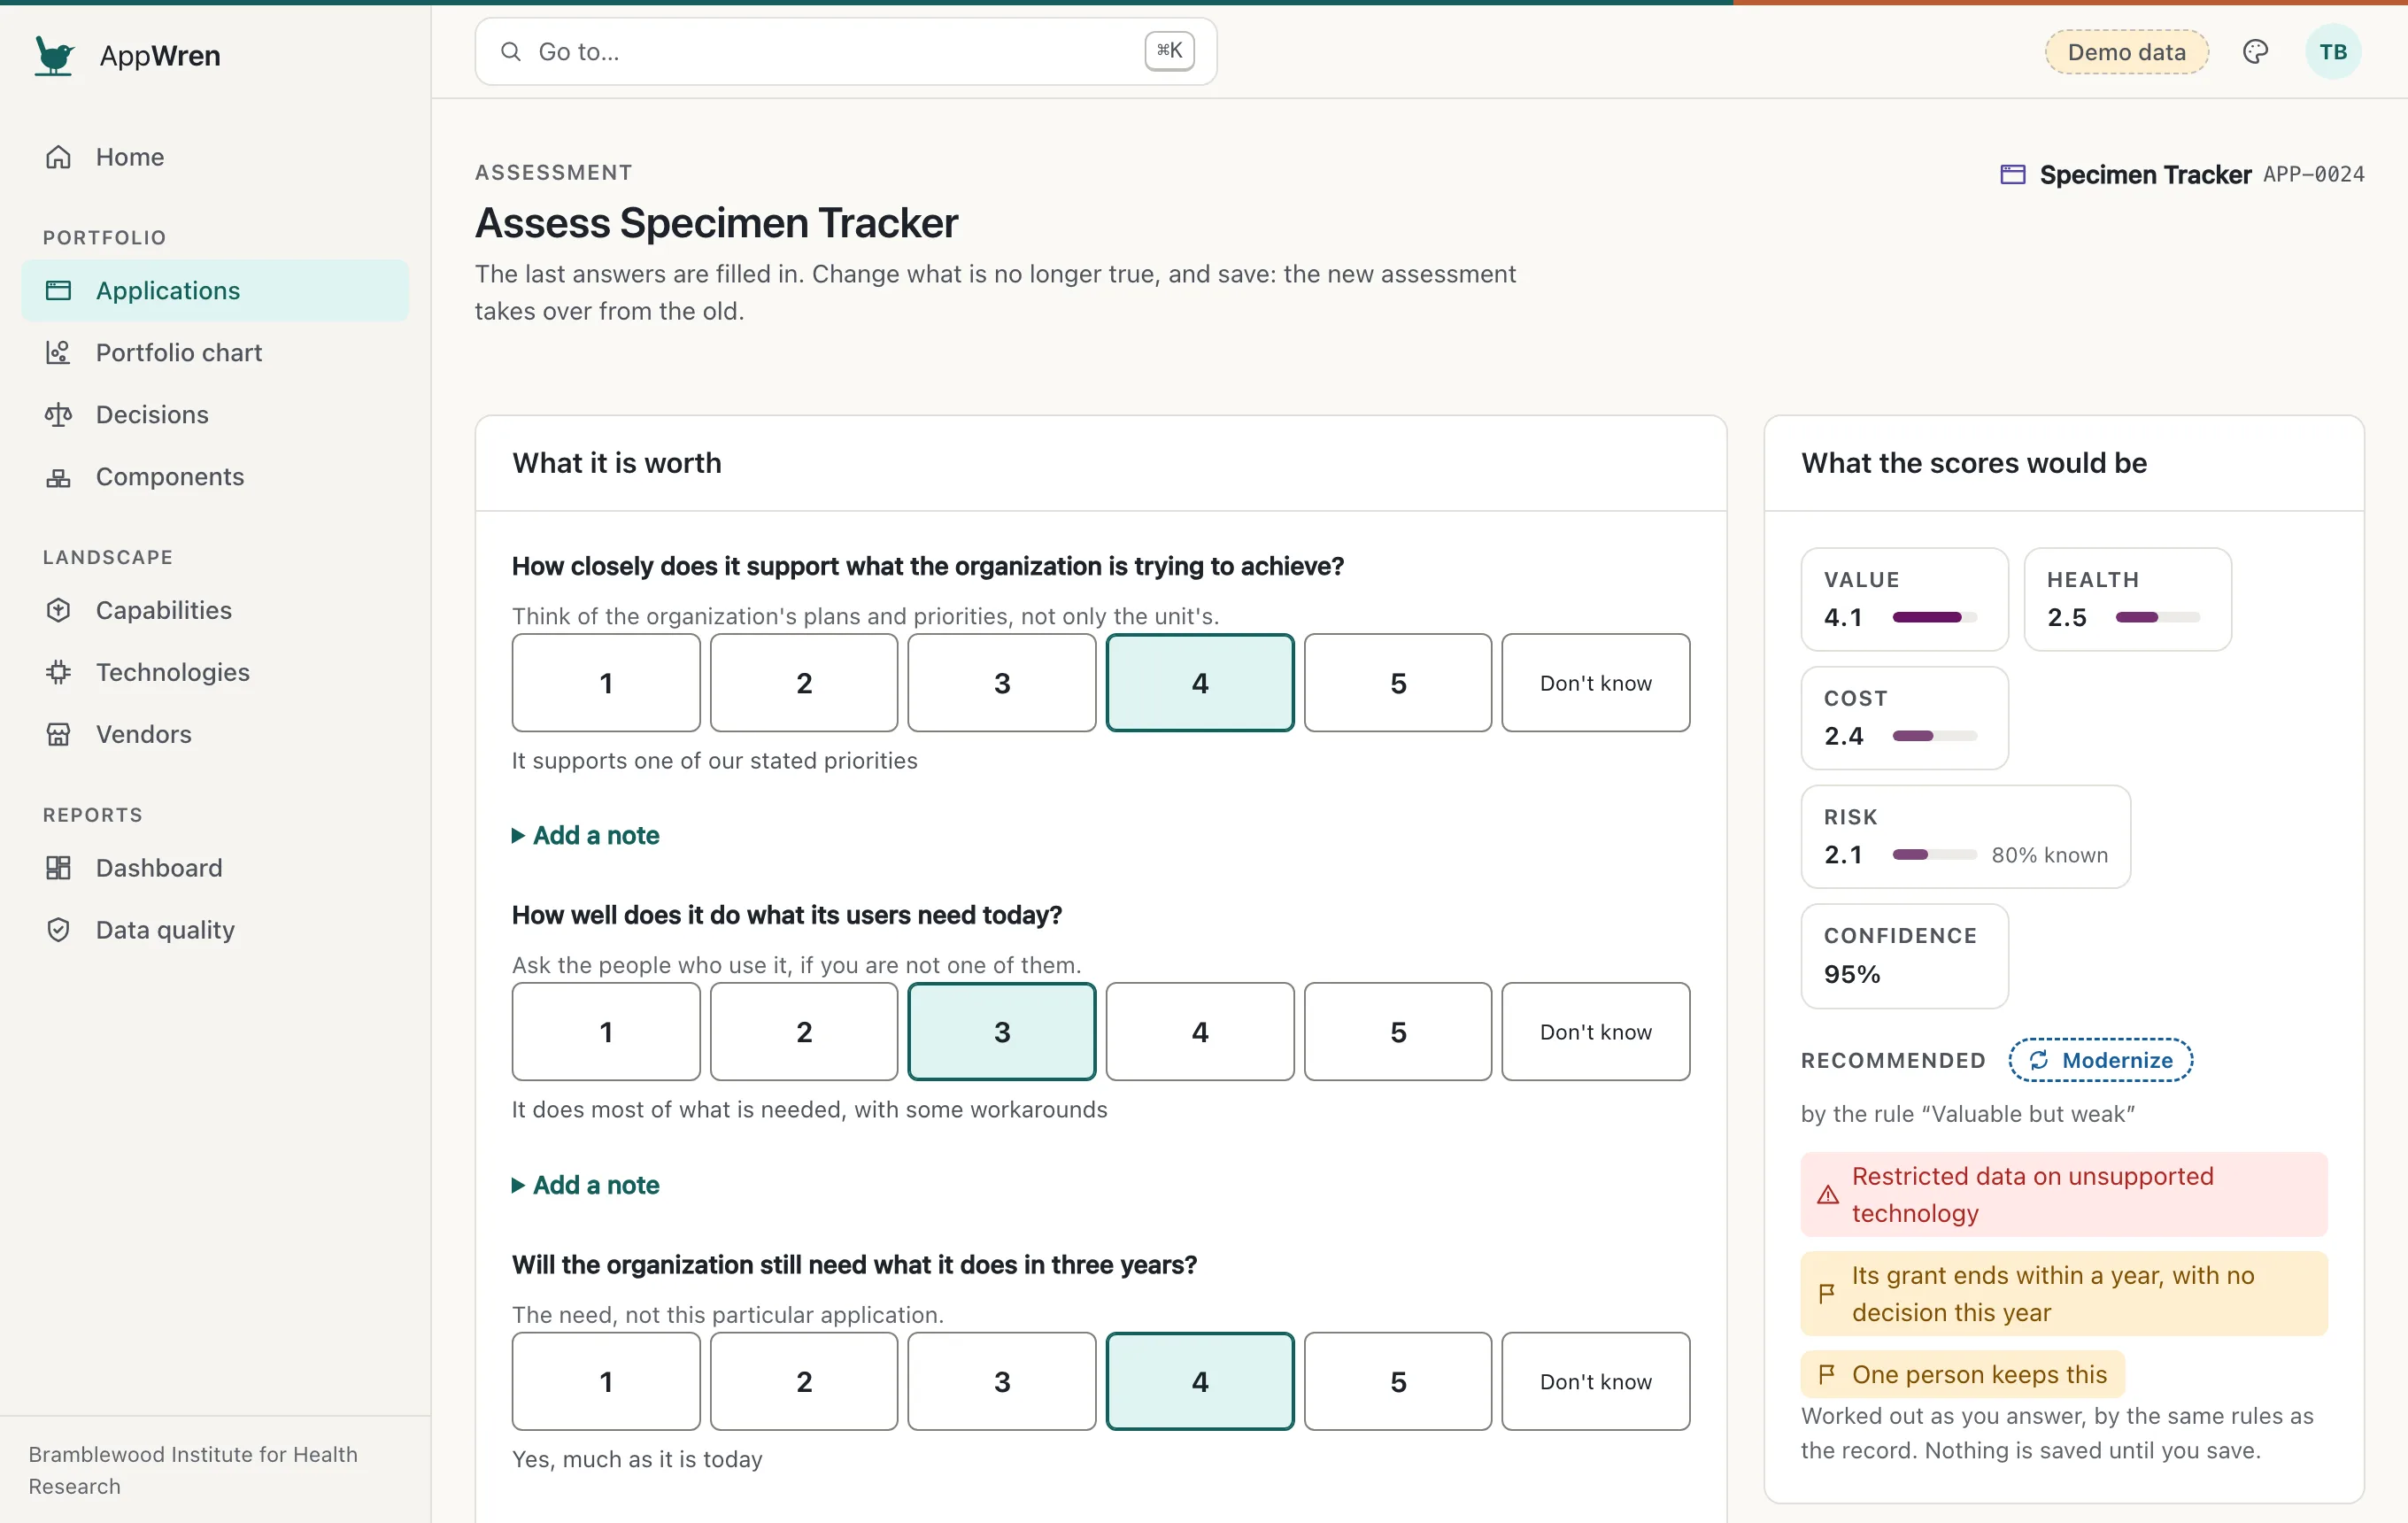 AppWren
Go to...
⌘K
Demo data
TB
Home
PORTFOLIO
Applications
Portfolio chart
Decisions
Components
LANDSCAPE
Capabilities
Technologies
Vendors
REPORTS
Dashboard
Data quality
Bramblewood Institute for Health
Research
ASSESSMENT
Assess Specimen Tracker
The last answers are filled in. Change what is no longer true, and save: the new assessment
takes over from the old.
Specimen Tracker APP-0024
What it is worth
How closely does it support what the organization is trying to achieve?
Think of the organization's plans and priorities, not only the unit's.
1 2 3 4 5 Don't know
It supports one of our stated priorities
Add a note
How well does it do what its users need today?
Ask the people who use it, if you are not one of them.
1 2 3 4 5 Don't know
It does most of what is needed, with some workarounds
Add a note
Will the organization still need what it does in three years?
The need, not this particular application.
1 2 3 4 5 Don't know
Yes, much as it is today
What the scores would be
VALUE
4.1
HEALTH
2.5
COST
2.4
RISK
2.1 80% known
CONFIDENCE
95%
RECOMMENDED Modernize
by the rule “Valuable but weak”
Restricted data on unsupported
technology
Its grant ends within a year, with no
decision this year
One person keeps this
Worked out as you answer, by the same rules as
the record. Nothing is saved until you save.